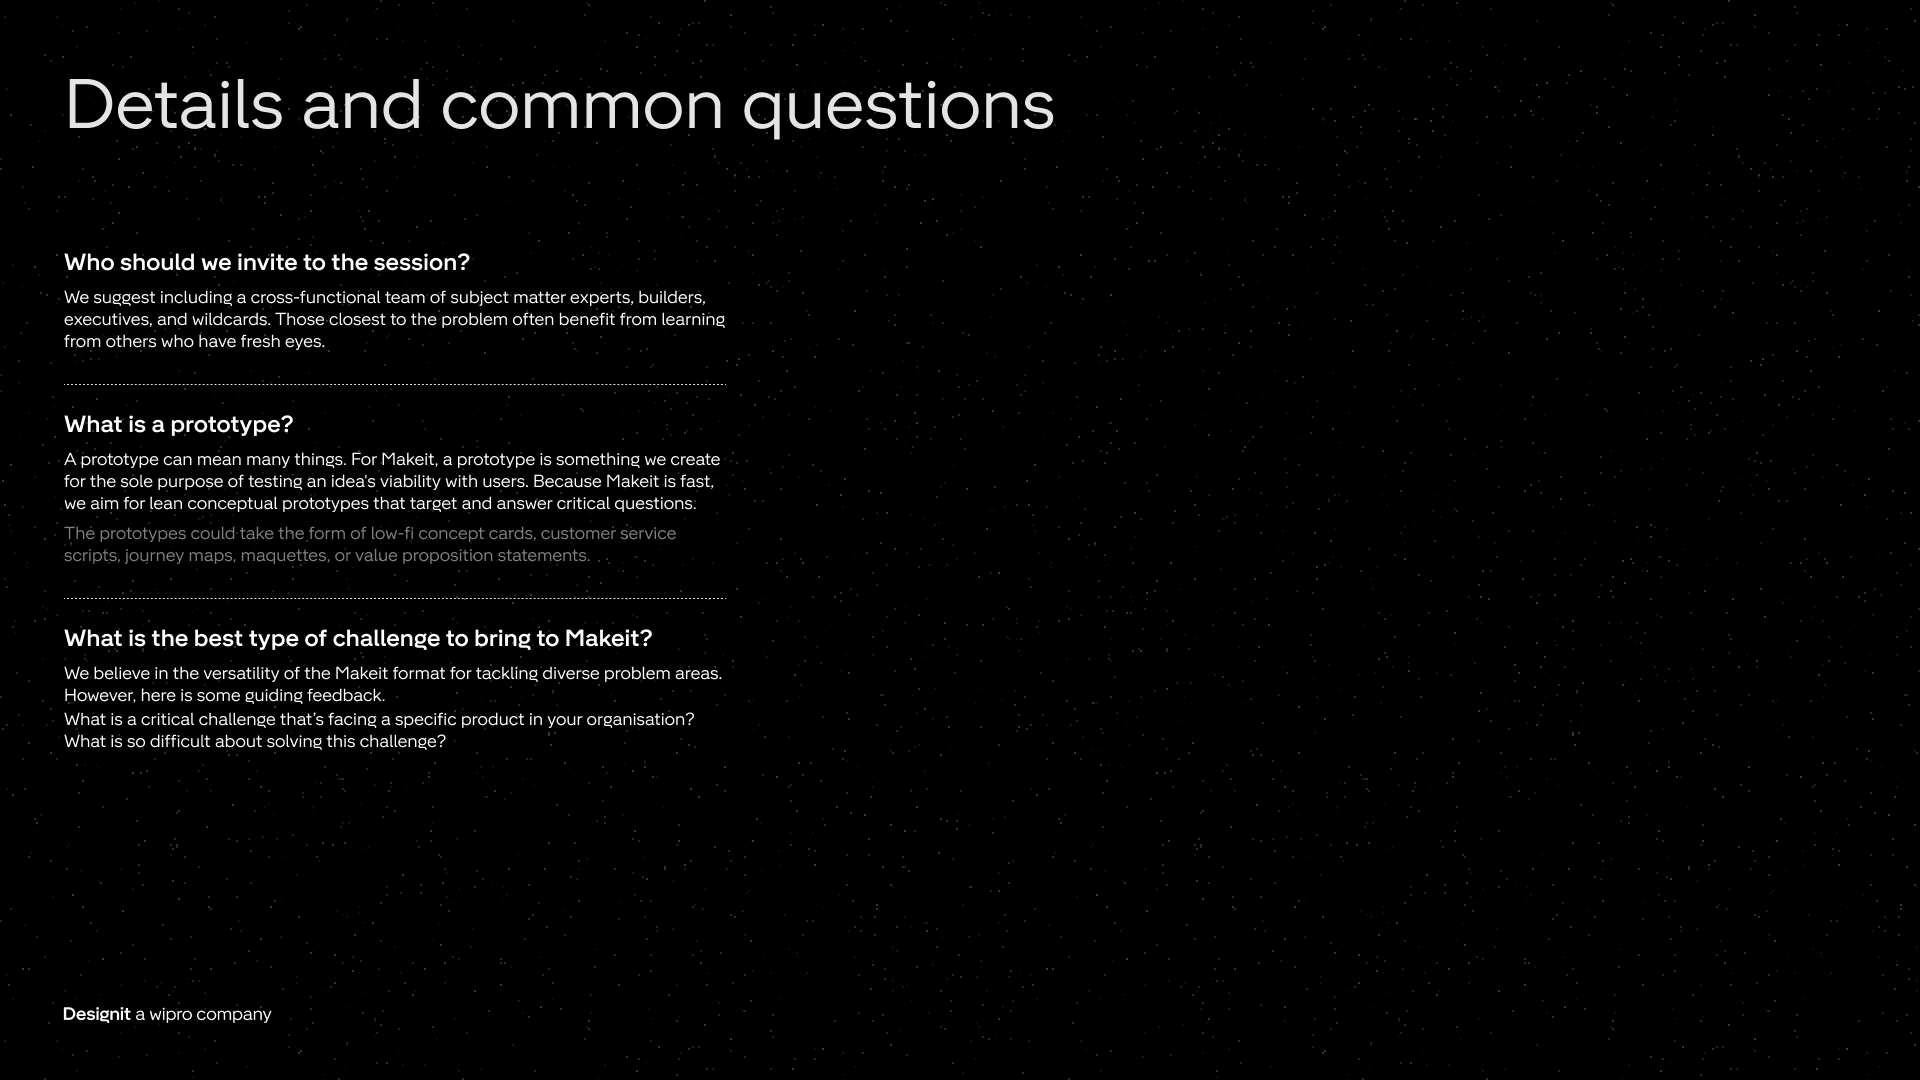 Details and common questions
Who should we invite to the session?
We suggest including a cross-functional team of subject matter experts, builders,
executives, and wildcards. Those closest to the problem often benefit from learning
from others who have fresh eyes.
What is a prototype?
A prototype can mean many things. For Makeit, a prototype is something we create
for the sole purpose of testing an idea's viability with users. Because Makeit is fast,
we aim for lean conceptual prototypes that target and answer critical questions.
The prototypes could take the form of low-fi concept cards, customer service
scripts, journey maps, maquettes, or value proposition statements.
What is the best type of challenge to bring to Makeit?
We believe in the versatility of the Makeit format for tackling diverse problem areas.
However, here is some guiding feedback.
What is a critical challenge that’s facing a specific product in your organisation?
What is so difficult about solving this challenge?
Designit a wipro company